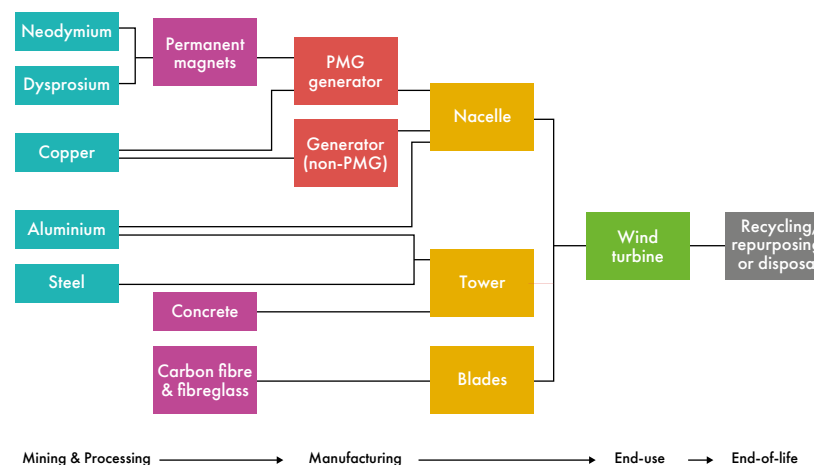 Neodymium
Dysprosium
Copper
Aluminium
Steel
Permanent
magnets
Concrete
Carbon fibre
& fibreglass
PMG
generator
Generator
(non-PMG)
Nacelle
Tower
Blades
Wind
turbine
Recycling,
repurposing
or disposa
Mining & Processing
Manufacturing
End-use
End-of-life